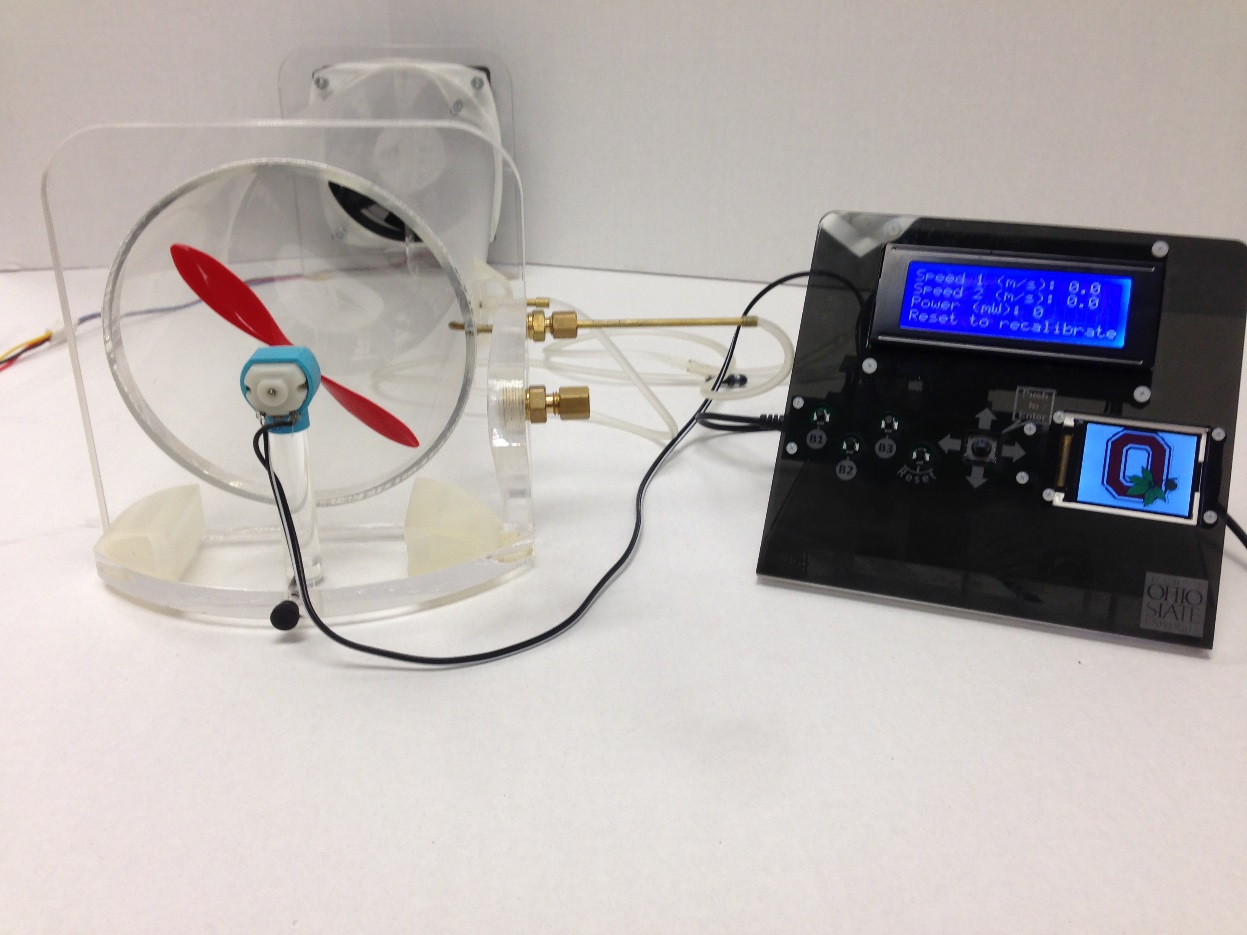 Speed 1 (m/s): 0.0
Speed 2 (m/s): 0.0
Power (mW): 0
Reset to recalibrate
Push
to
Enter
B1
B2
B3
Reset
O
OHIO
STATE